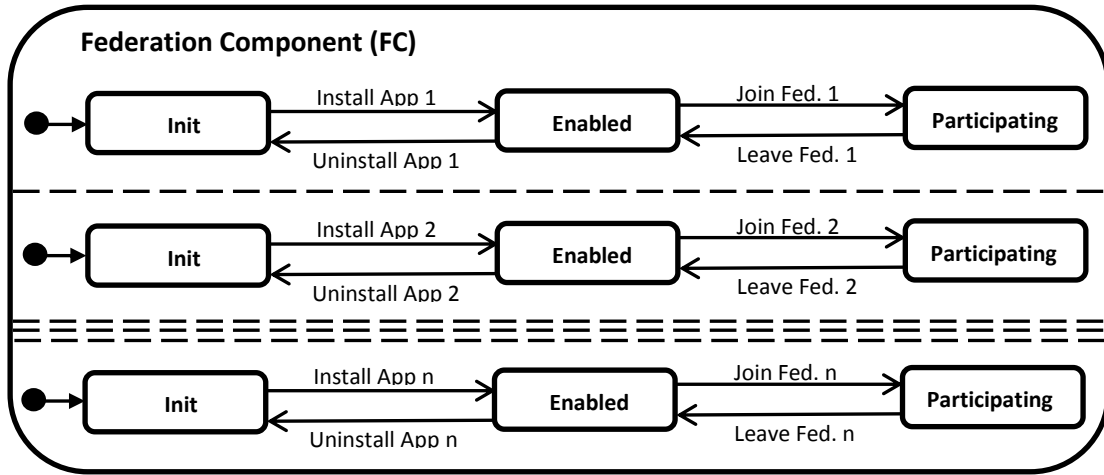 Federation Component (FC)
Install App 1
Join Fed. 1
Init
Enabled
Participating
Uninstall App 1
Leave Fed. 1
Install App 2
Join Fed. 2
Init
Enabled
Participating
Uninstall App 2
Leave Fed. 2
Install App n
Join Fed. n
Init
Enabled
Participating
Uninstall App n
Leave Fed. n